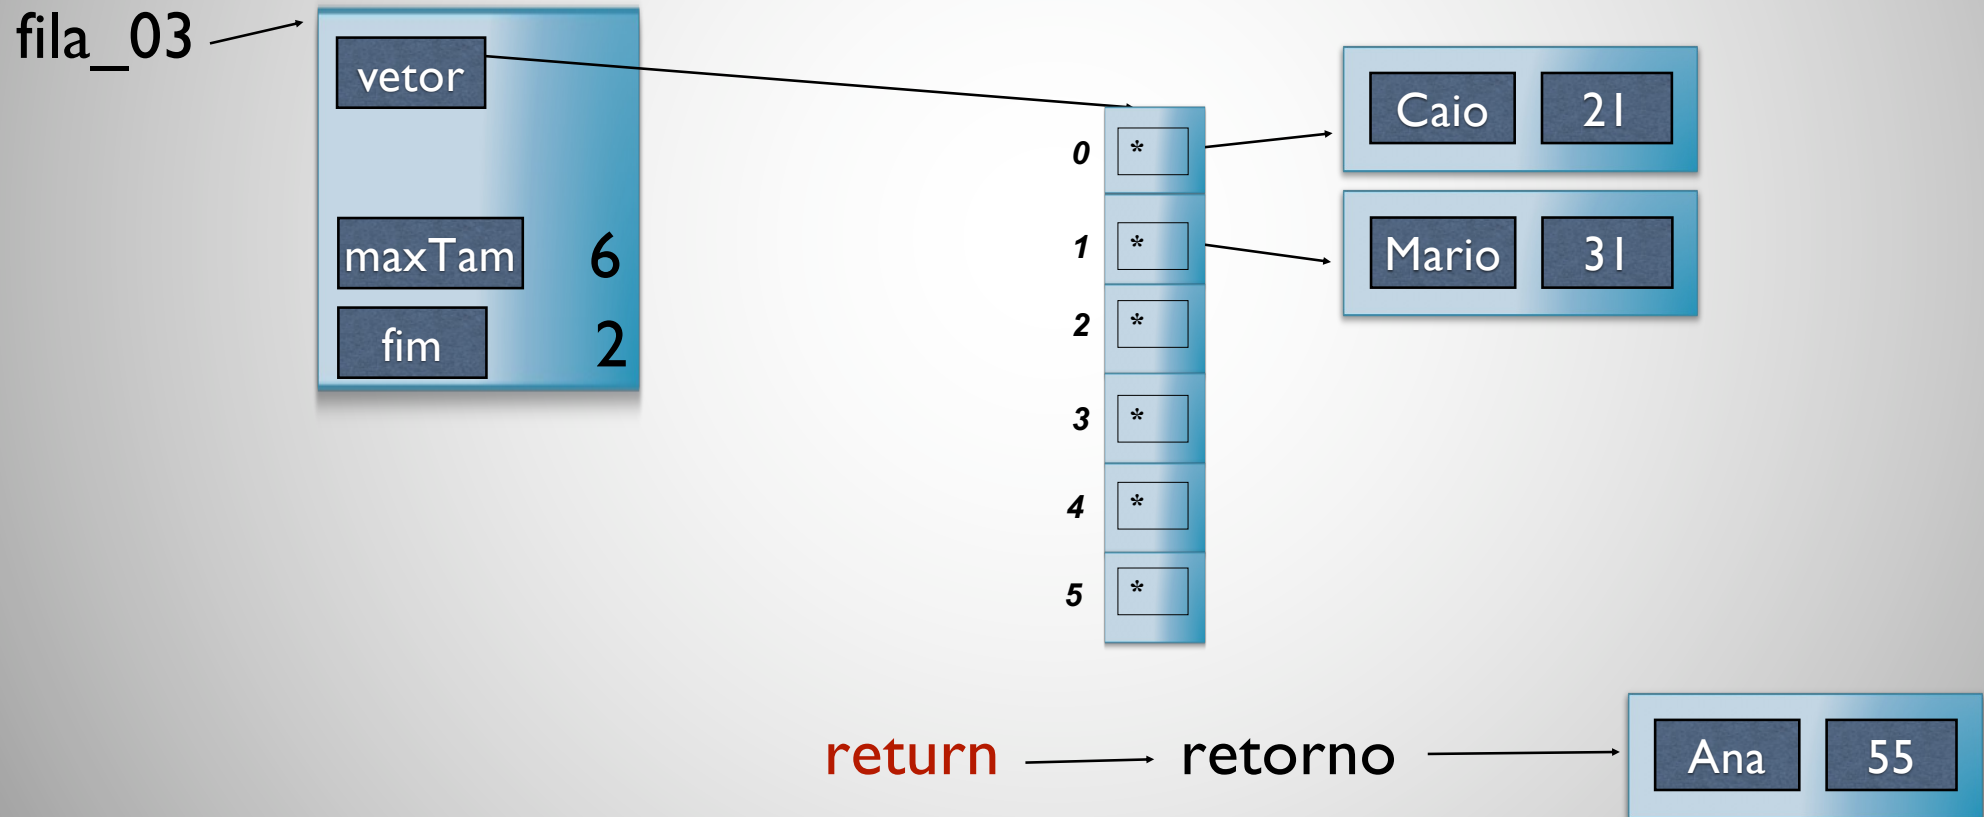 fila_03
vetor
maxTam 6
fim 2
0 *
1 *
2 *
3 *
4 *
5 *
Caio 21
Mario 31
return retorno
Ana 55